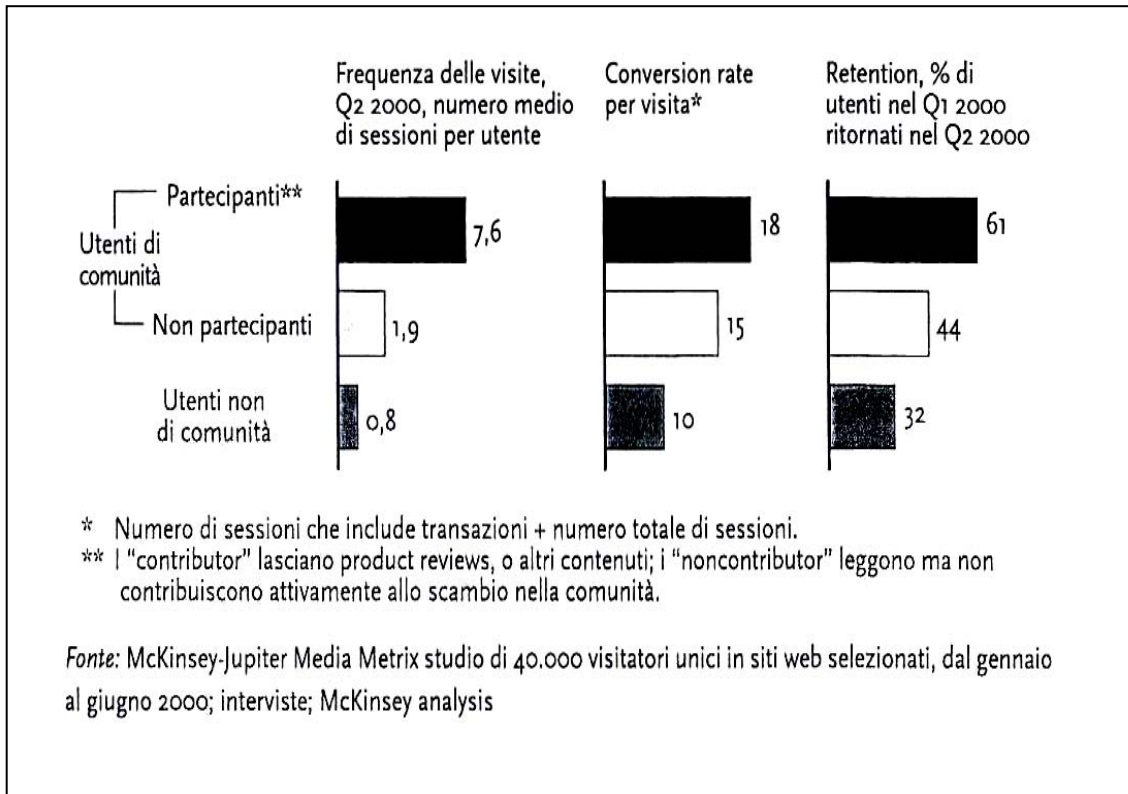 Frequenza delle visite,
Q2 2000, numero medio
di sessioni per utente
Conversion rate
per visita*
Retention, % di
utenti nel Q1 2000
ritornati nel Q2 2000
Utenti di
comunità
Partecipanti**
7,6
18
61
Non partecipanti
1,9
15
44
Utenti non
di comunità
0,8
10
32
* Numero di sessioni che include transazioni + numero totale di sessioni.
** I “contributor” lasciano product reviews, o altri contenuti; i “noncontributor” leggono ma non
contribuiscono attivamente allo scambio nella comunità.
Fonte: McKinsey-Jupiter Media Metrix studio di 40.000 visitatori unici in siti web selezionati, dal gennaio
al giugno 2000; interviste; McKinsey analysis